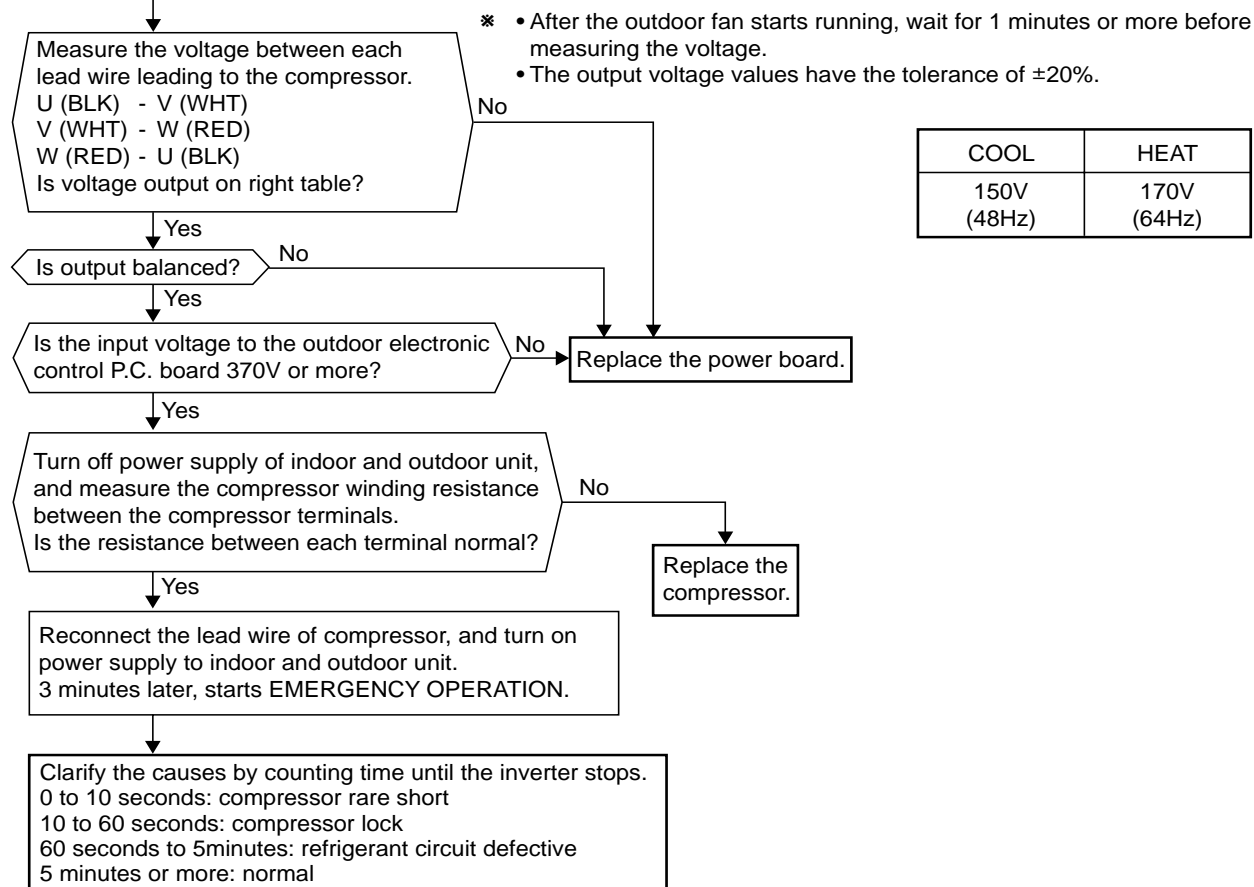 ※ • After the outdoor fan starts running, wait for 1 minutes or more before
measuring the voltage.
• The output voltage values have the tolerance of ±20%.
Measure the voltage between each
lead wire leading to the compressor.
U (BLK) - V (WHT)
V (WHT) - W (RED)
W (RED) - U (BLK)
Is voltage output on right table?
No
COOL HEAT
150V 170V
(48Hz) (64Hz)
Yes
Is output balanced?
No
Yes
Is the input voltage to the outdoor electronic
control P.C. board 370V or more?
No
Replace the power board.
Yes
Turn off power supply of indoor and outdoor unit,
and measure the compressor winding resistance
between the compressor terminals.
Is the resistance between each terminal normal?
No
Replace the
compressor.
Yes
Reconnect the lead wire of compressor, and turn on
power supply to indoor and outdoor unit.
3 minutes later, starts EMERGENCY OPERATION.
Clarify the causes by counting time until the inverter stops.
0 to 10 seconds: compressor rare short
10 to 60 seconds: compressor lock
60 seconds to 5minutes: refrigerant circuit defective
5 minutes or more: normal